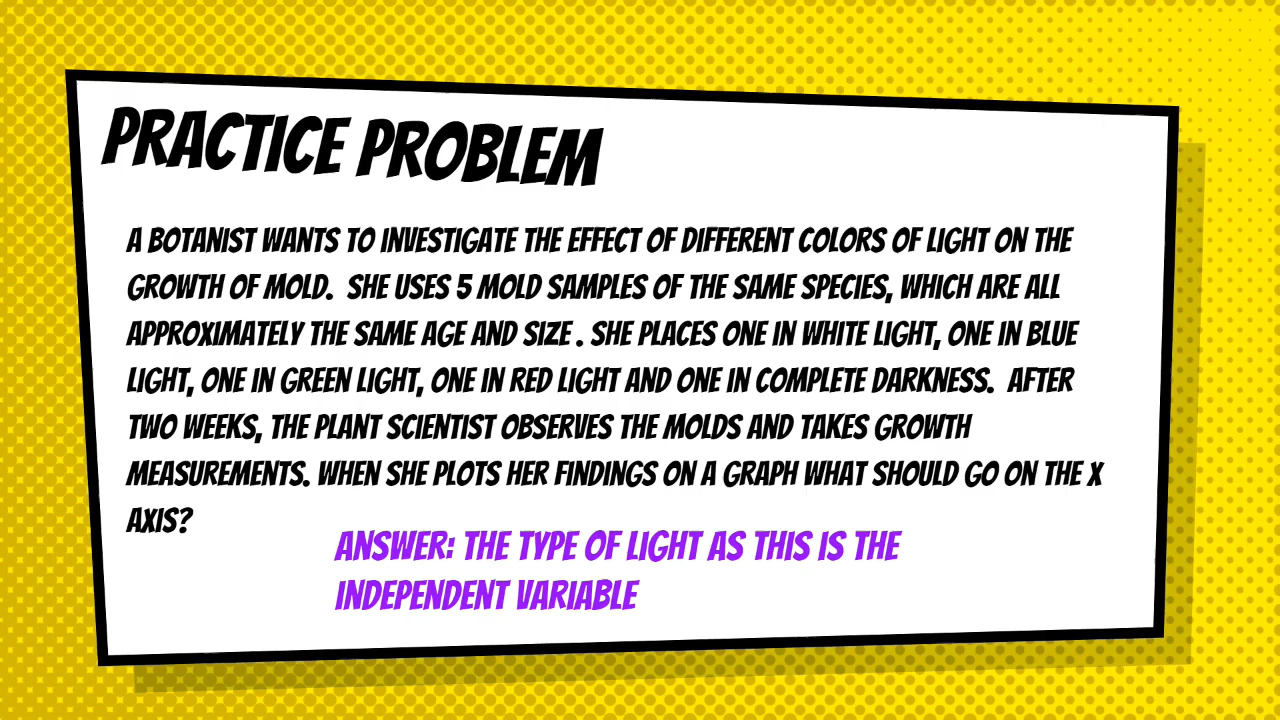 PRACTICE PROBLEM
A BOTANIST WANTS TO INVESTIGATE THE EFFECT OF DIFFERENT COLORS OF LIGHT ON THE
GROWTH OF MOLD.  SHE USES 5 MOLD SAMPLES OF THE SAME SPECIES, WHICH ARE ALL
APPROXIMATELY THE SAME AGE AND SIZE . SHE PLACES ONE IN WHITE LIGHT, ONE IN BLUE
LIGHT, ONE IN GREEN LIGHT, ONE IN RED LIGHT AND ONE IN COMPLETE DARKNESS.  AFTER
TWO WEEKS, THE PLANT SCIENTIST OBSERVES THE MOLDS AND TAKES GROWTH
MEASUREMENTS. WHEN SHE PLOTS HER FINDINGS ON A GRAPH WHAT SHOULD GO ON THE X
AXIS?
ANSWER: THE TYPE OF LIGHT AS THIS IS THE
INDEPENDENT VARIABLE